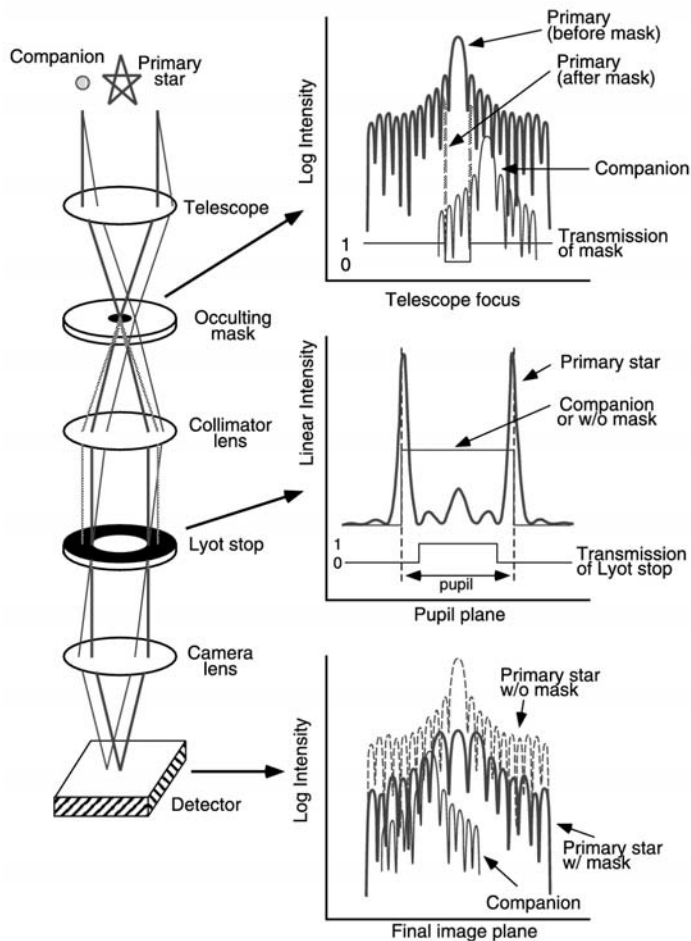 Companion
Primary
star
Telescope
Occulting
mask
Collimator
lens
Lyot stop
Camera
lens
Detector
Log Intensity
Primary
(before mask)
Primary
(after mask)
Companion
1
0
Transmission
of mask
Telescope focus
Linear Intensity
Primary star
Companion
or w/o mask
1
0
pupil
Transmission
of Lyot stop
Pupil plane
Log Intensity
Primary star
w/o mask
Primary star
w/ mask
Companion
Final image plane